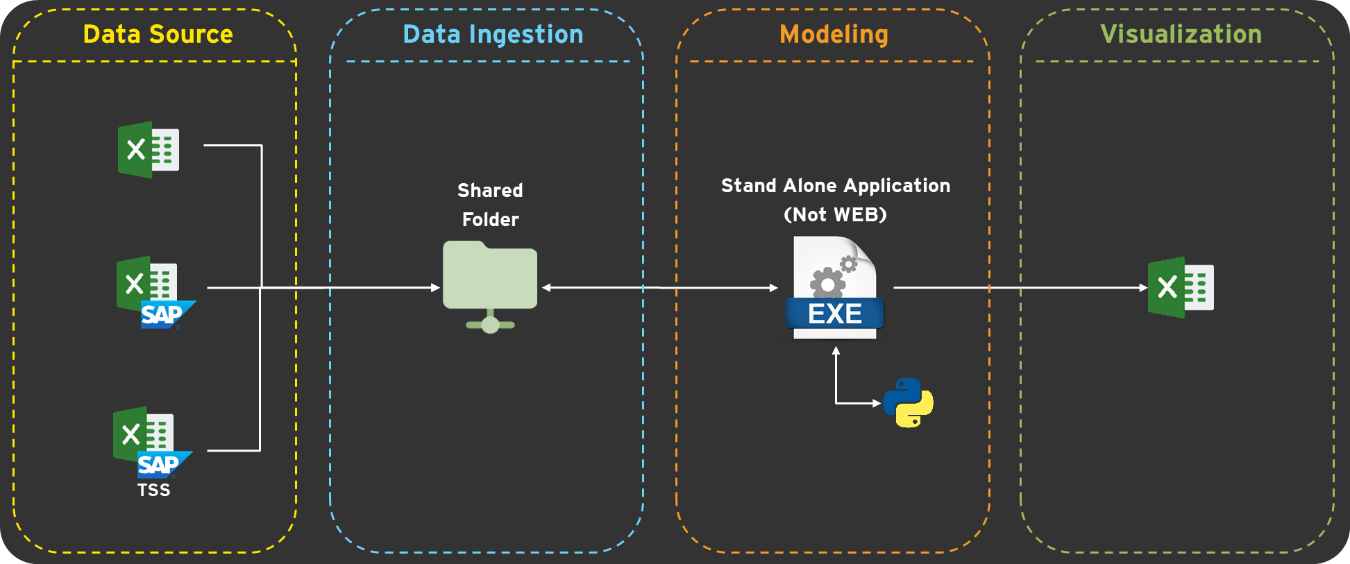 Data Source
Data Ingestion
Modeling
Visualization
X
Shared
Folder
Stand Alone Application
(Not WEB)
X
SAP
EXE
X
X
SAP
TSS